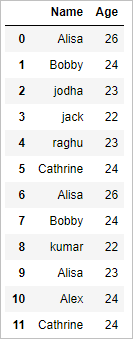 Name Age
0 Alisa 26
1 Bobby 24
2 jodha 23
3 jack 22
4 raghu 23
5 Cathrine 24
6 Alisa 26
7 Bobby 24
8 kumar 22
9 Alisa 23
10 Alex 24
11 Cathrine 24